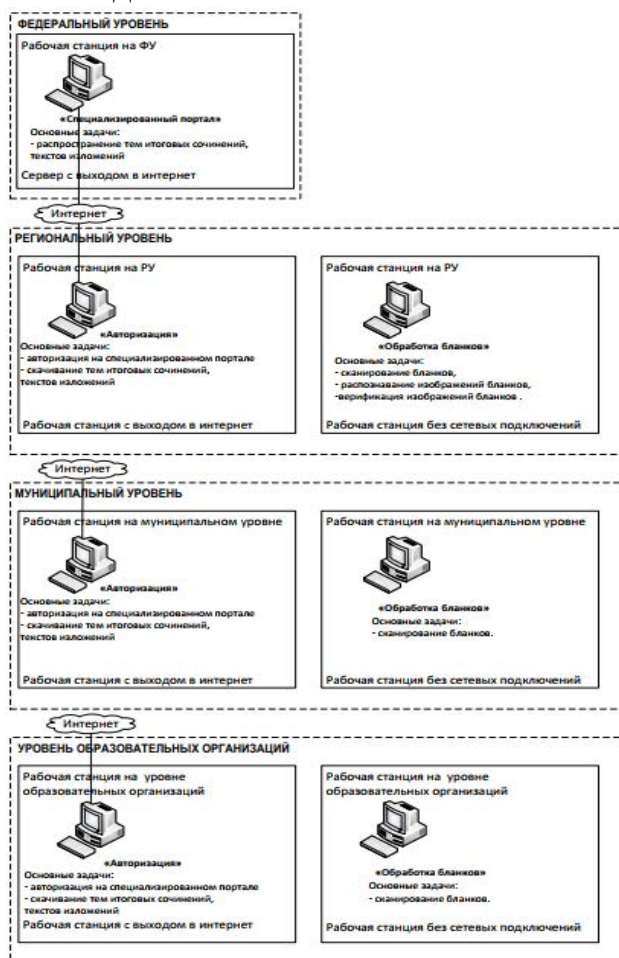 ФЕДЕРАЛЬНЫЙ УРОВЕНЬ
Рабочая станция на ФУ
«Специализированный портал»
Основные задачи:
- распространение тем итоговых сочинений,
текстов изложений
Сервер с выходом в интернет
Интернет
РЕГИОНАЛЬНЫЙ УРОВЕНЬ
Рабочая станция на РУ
«Авторизация»
Основные задачи:
- авторизация на специализированном портале
- скачивание тем итоговых сочинений,
текстов изложений
Рабочая станция с выходом в интернет
Рабочая станция на РУ
«Обработка бланков»
Основные задачи:
- сканирование бланков,
- распознавание изображений бланков,
-верификация изображений бланков .
Рабочая станция без сетевых подключений
Интернет
МУНИЦИПАЛЬНЫЙ УРОВЕНЬ
Рабочая станция на муниципальном уровне
«Авторизация»
Основные задачи:
- авторизация на специализированном портале
- скачивание тем итоговых сочинений,
текстов изложений
Рабочая станция с выходом в интернет
Рабочая станция на муниципальном уровне
«Обработка бланков»
Основные задачи:
- сканирование бланков.
Рабочая станция без сетевых подключений
Интернет
УРОВЕНЬ ОБРАЗОВАТЕЛЬНЫХ ОРГАНИЗАЦИЙ
Рабочая станция на уровне
образовательных организаций
«Авторизация»
Основные задачи:
- авторизация на специализированном портале
- скачивание тем итоговых сочинений,
текстов изложений
Рабочая станция с выходом в интернет
Рабочая станция на уровне
образовательных организаций
«Обработка бланков»
Основные задачи:
- сканирование бланков.
Рабочая станция без сетевых подключений